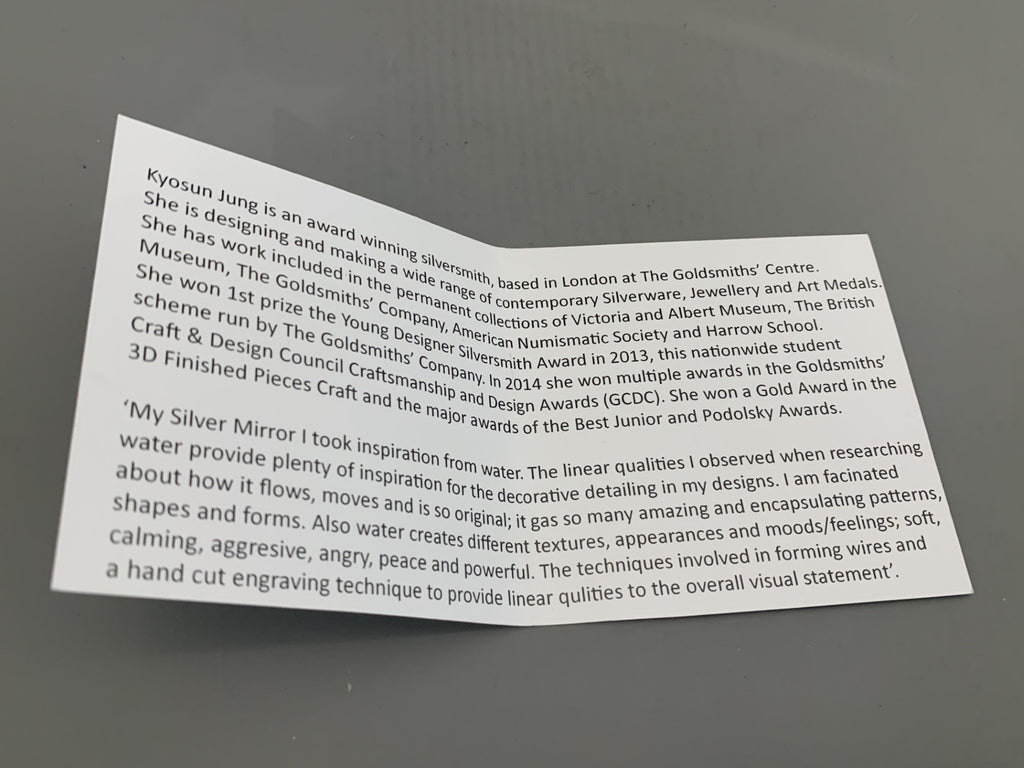 Kyosun Jung is an award winning silversmith, based in London at The Goldsmiths' Centre.
She is designing and making a wide range of contemporary Silverware, Jewellery and Art Medals.
She has work included in the permanent collections of Victoria and Albert Museum, The British
Museum, The Goldsmiths' Company, American Numismatic Society and Harrow School.
She won 1st prize the Young Designer Silversmith Award in 2013, this nationwide student
scheme run by The Goldsmiths' Company. In 2014 she won multiple awards in the Goldsmiths'
Craft & Design Council Craftsmanship and Design Awards (GCDC). She won a Gold Award in the
3D Finished Pieces Craft and the major awards of the Best Junior and Podolsky Awards.
'My Silver Mirror I took inspiration from water. The linear qualities I observed when researching
water provide plenty of inspiration for the decorative detailing in my designs. I am facinated
about how it flows, moves and is so original; it gas so many amazing and encapsulating patterns,
shapes and forms. Also water creates different textures, appearances and moods/feelings; soft,
calming, aggresive, angry, peace and powerful. The techniques involved in forming wires and
a hand cut engraving technique to provide linear qulities to the overall visual statement'.